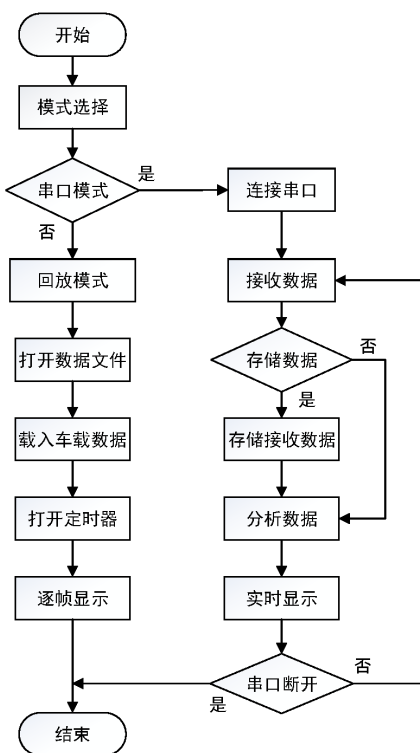 开始
模式选择
串口模式
是
否
连接串口
回放模式
接收数据
打开数据文件
存储数据
否
是
载入车载数据
存储接收数据
打开定时器
分析数据
逐帧显示
实时显示
串口断开
否
是
结束